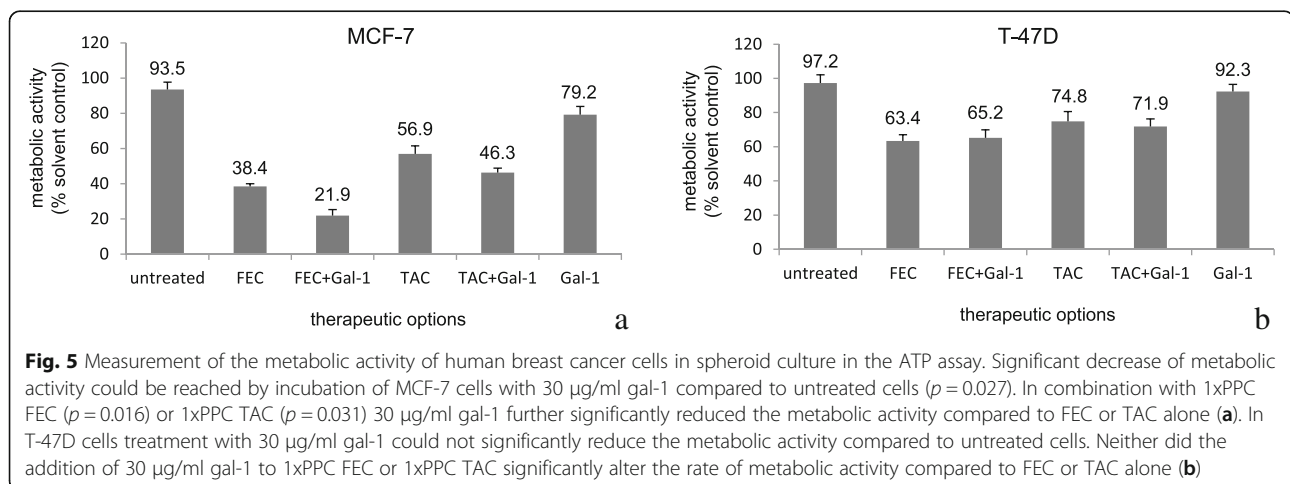 MCF-7
120
100
80
60
40
20
0
metabolic activity
(% solvent control)
93.5
38.4
21.9
56.9
46.3
79.2
untreated FEC FEC+Gal-1 TAC TAC+Gal-1 Gal-1
therapeutic options
a
T-47D
120
100
80
60
40
20
0
metabolic activity
(% solvent control)
97.2
63.4
65.2
74.8
71.9
92.3
untreated FEC FEC+Gal-1 TAC TAC+Gal-1 Gal-1
therapeutic options
b
Fig. 5 Measurement of the metabolic activity of human breast cancer cells in spheroid culture in the ATP assay. Significant decrease of metabolic
activity could be reached by incubation of MCF-7 cells with 30 μg/ml gal-1 compared to untreated cells (p = 0.027). In combination with 1xPPC
FEC (p = 0.016) or 1xPPC TAC (p = 0.031) 30 μg/ml gal-1 further significantly reduced the metabolic activity compared to FEC or TAC alone (a). In
T-47D cells treatment with 30 μg/ml gal-1 could not significantly reduce the metabolic activity compared to untreated cells. Neither did the
addition of 30 μg/ml gal-1 to 1xPPC FEC or 1xPPC TAC significantly alter the rate of metabolic activity compared to FEC or TAC alone (b)